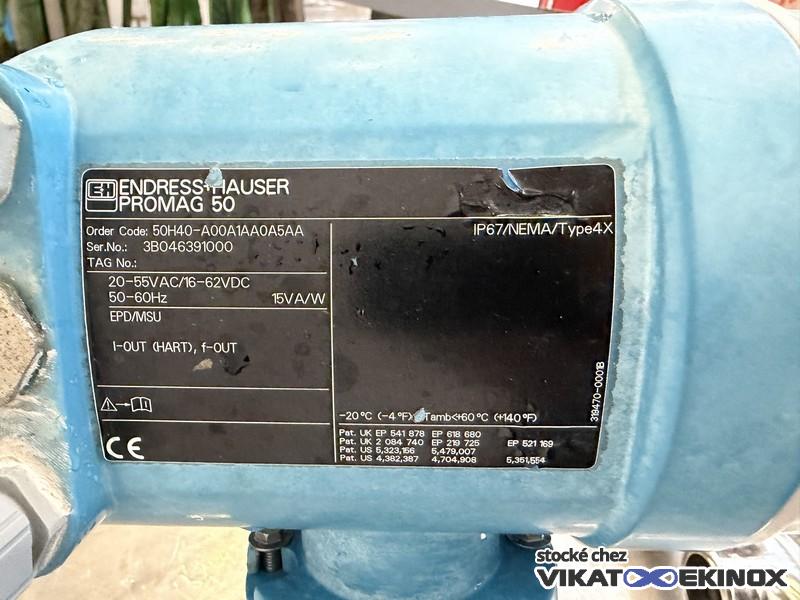 E+H ENDRESS+HAUSER
PROMAG 50
Order Code: 50H40-A00A1AA0A5AA
Ser.No.: 3B046391000
TAG No.:
IP67/NEMA/Type4X
20-55VAC/16-62VDC
50-60Hz 15VA/W
EPD/MSU
I-OUT (HART), f-OUT
CE
319470-0001B
-20°C (-4°F) <Tamb<+60°C (+140°F)
Pat. UK EP 541 878 EP 618 680
Pat. UK 2 084 740 EP 219 725 EP 521 169
Pat. US 5,323,156 5,479,007
Pat. US 4,382,387 4,704,908 5,351,554
stocké chez
VIKATOOEKINOX